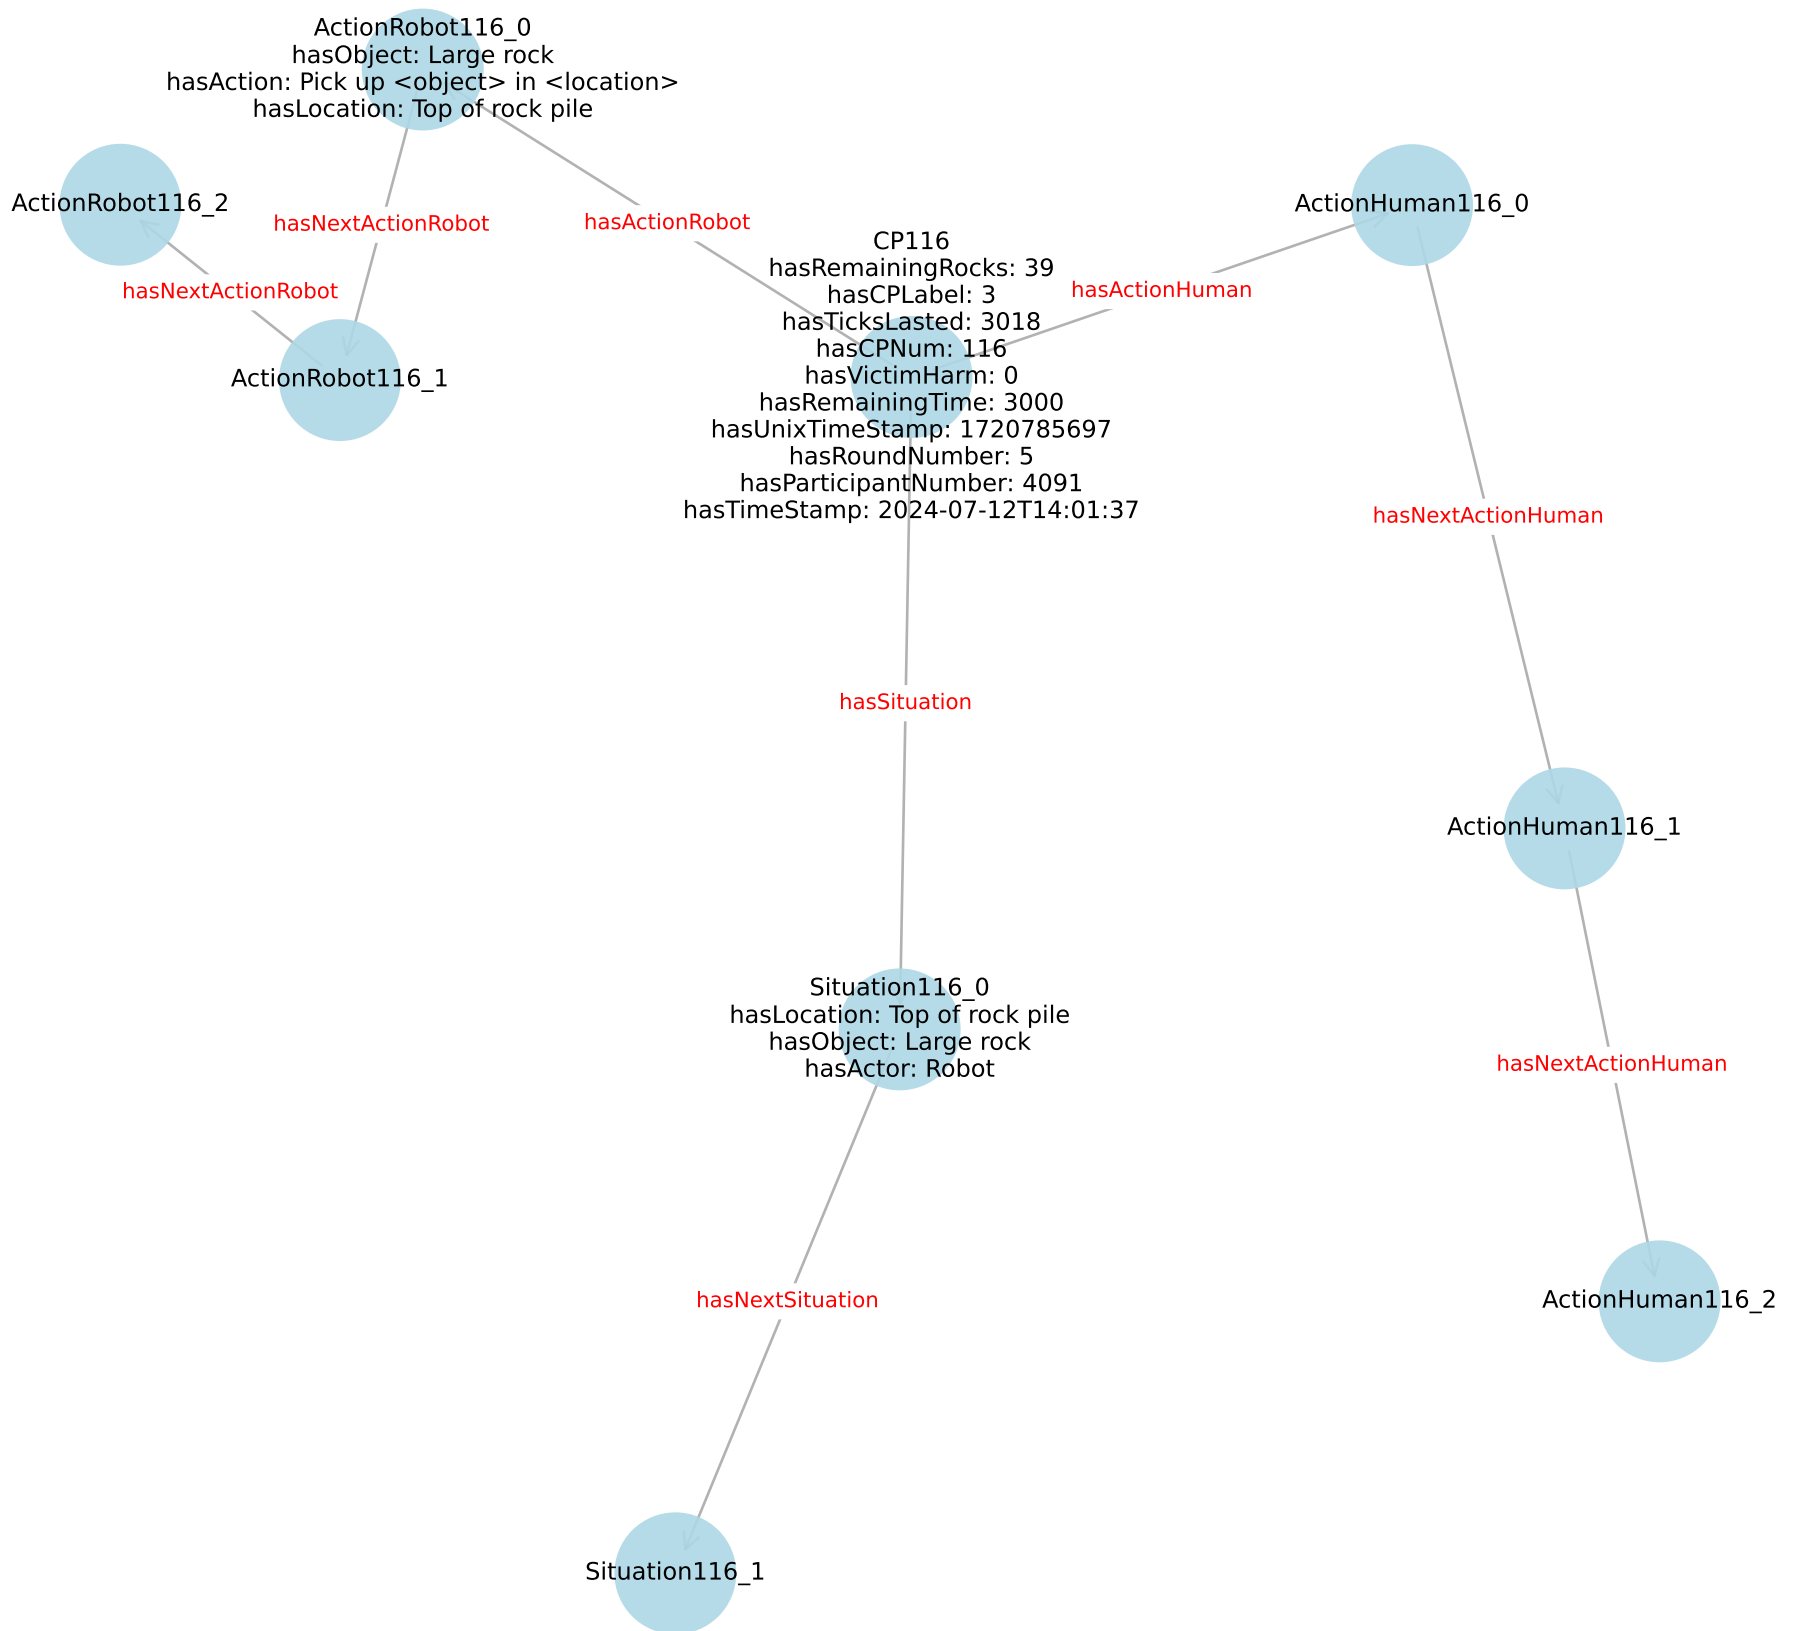 ActionRobot116_0
hasObject: Large rock
hasAction: Pick up <object> in <location>
hasLocation: Top of rock pile
ActionRobot116_2
ActionHuman116_0
hasNextActionRobot
hasActionRobot
CP116
hasRemainingRocks: 39
hasCPLabel: 3
hasTicksLasted: 3018
hasCPNum: 116
hasVictimHarm: 0
hasRemainingTime: 3000
hasUnixTimeStamp: 1720785697
hasRoundNumber: 5
hasParticipantNumber: 4091
hasTimeStamp: 2024-07-12T14:01:37
hasActionHuman
hasNextActionRobot
ActionRobot116_1
hasNextActionHuman
hasSituation
ActionHuman116_1
Situation116_0
hasLocation: Top of rock pile
hasObject: Large rock
hasActor: Robot
hasNextActionHuman
hasNextSituation
ActionHuman116_2
Situation116_1